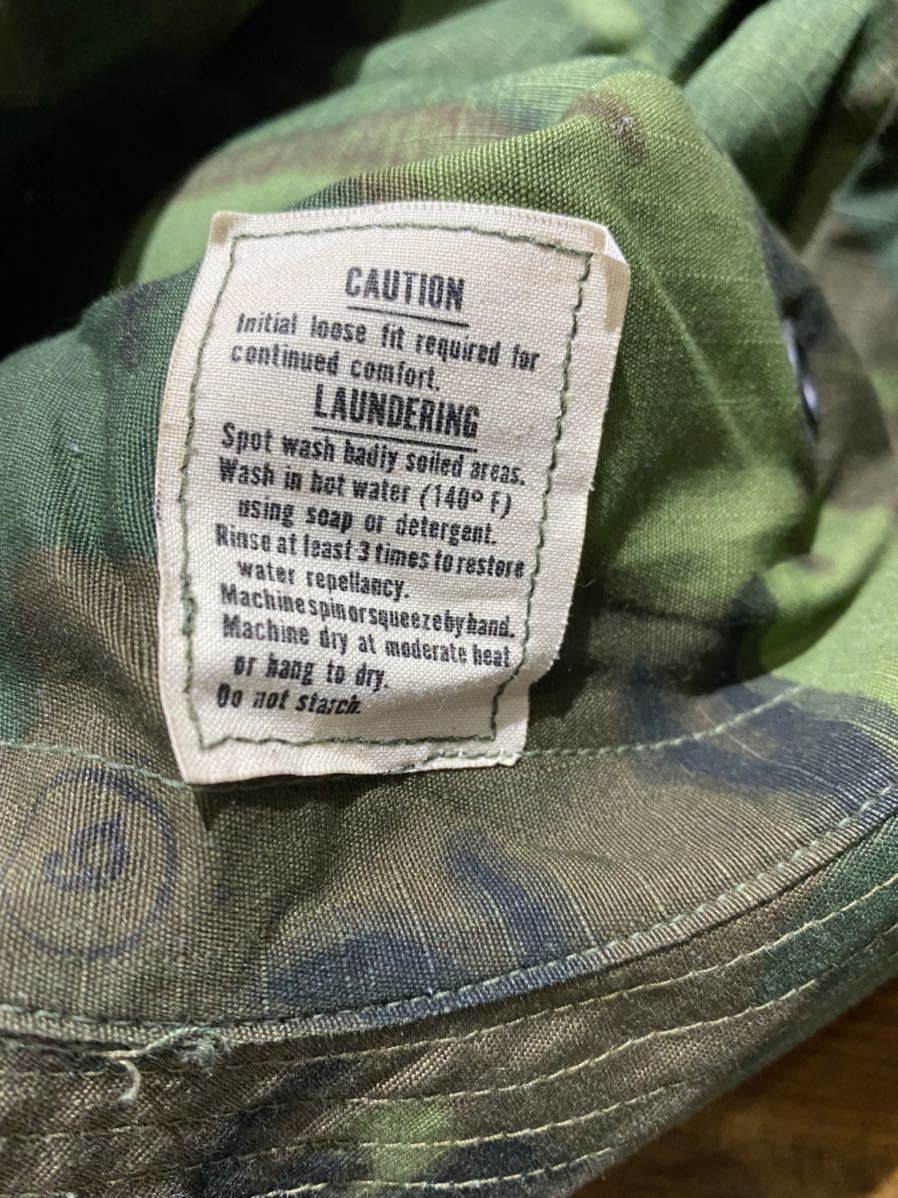 CAUTION
Initial loose fit required for
continued comfort.
LAUNDERING
Spot wash badly soiled areas.
Wash in hot water (140° F)
using soap or detergent.
Rinse at least 3 times to restore
water repellancy.
Machine spin or squeeze by hand.
Machine dry at moderate heat
or hang to dry.
Do not starch.